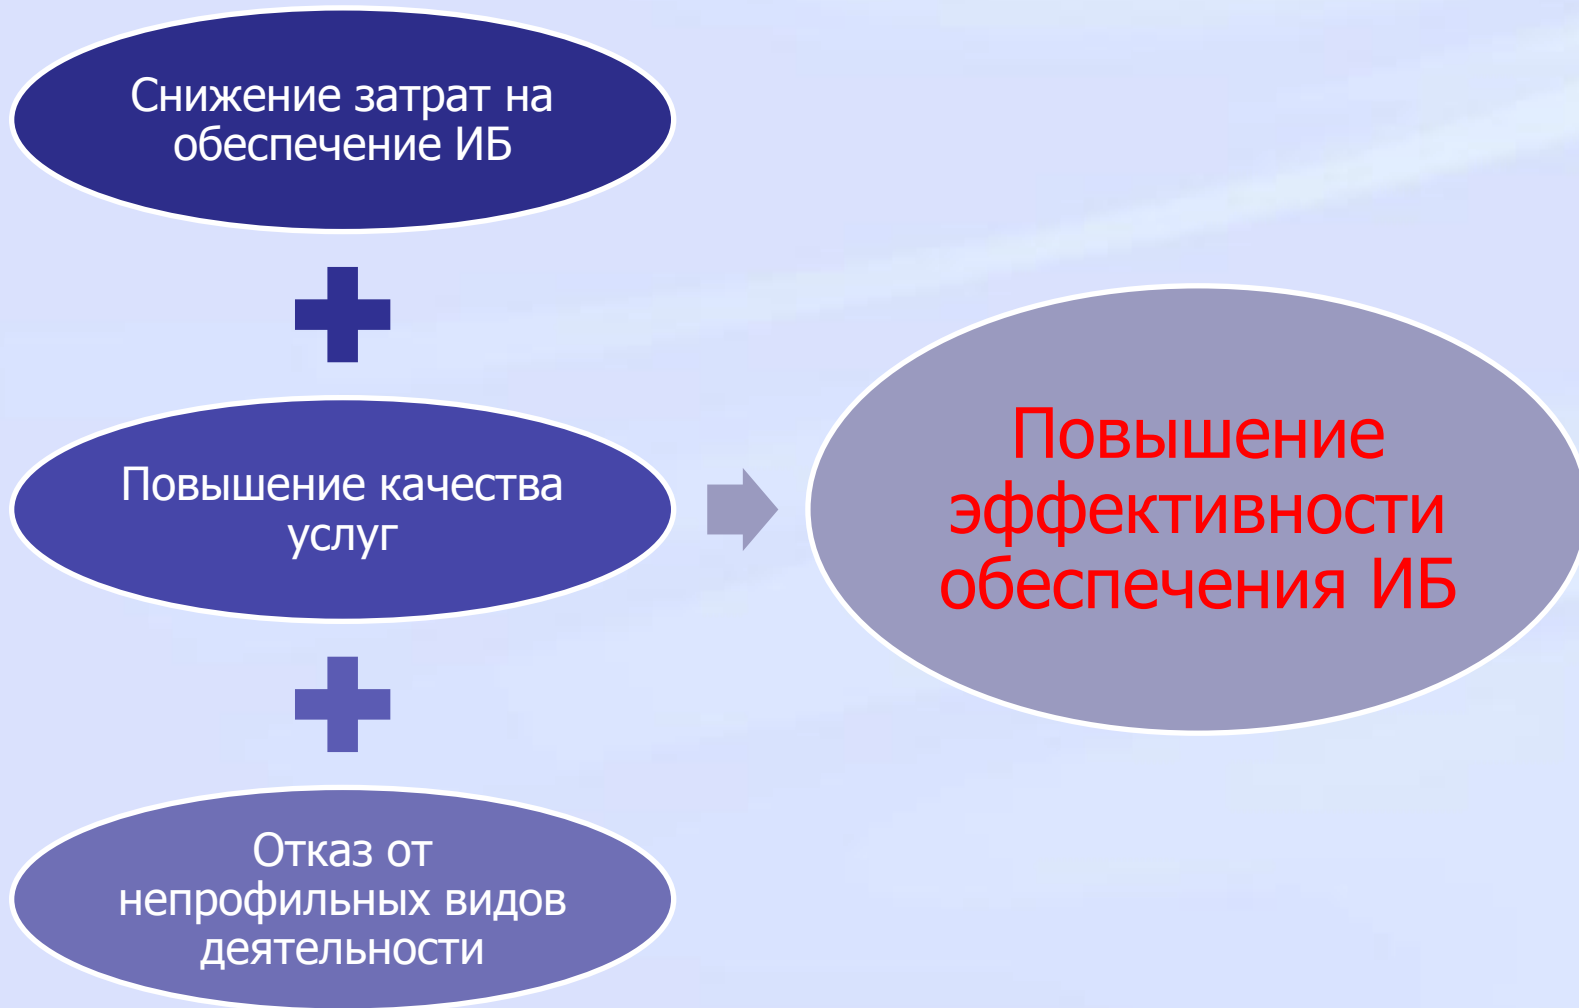 Снижение затрат на
обеспечение ИБ
Повышение качества
услуг
Отказ от
непрофильных видов
деятельности
Повышение
эффективности
обеспечения ИБ